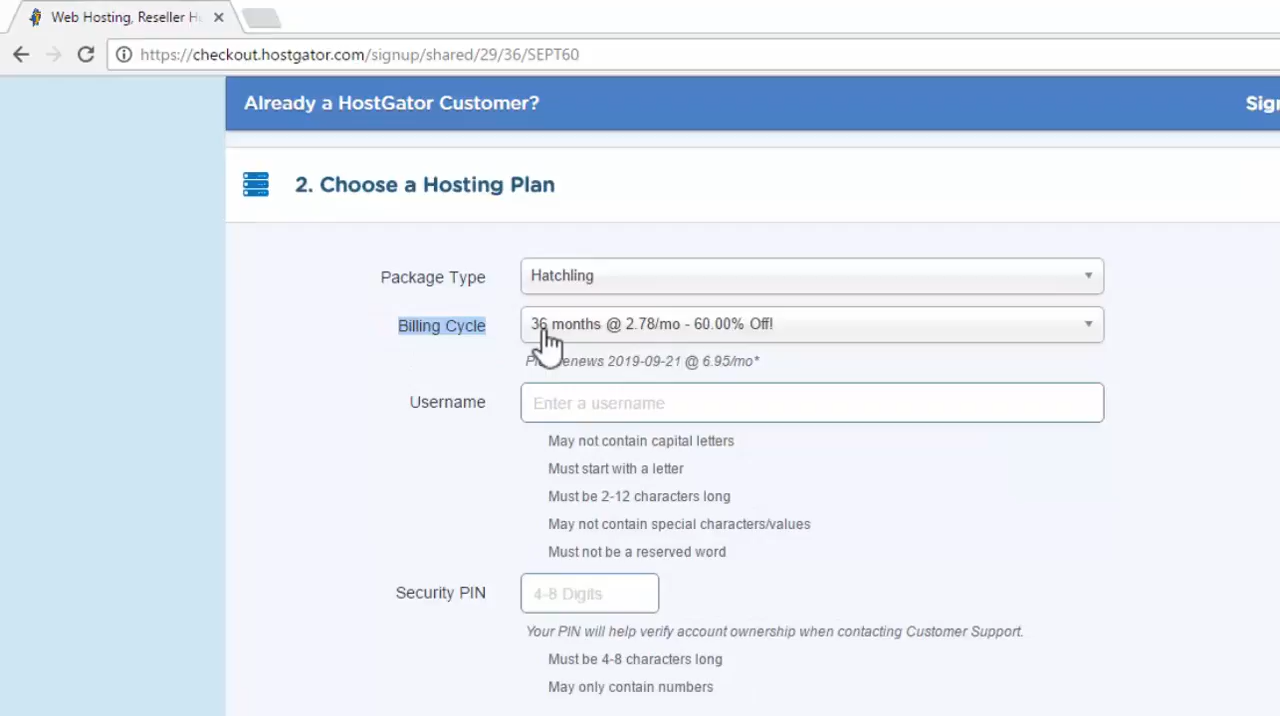 Web Hosting, Reseller H
https://checkout.hostgator.com/signup/shared/29/36/SEPT60
Already a HostGator Customer? Sig
2. Choose a Hosting Plan
Package Type Hatchling
Billing Cycle 36 months @ 2.78/mo - 60.00% Off!
renews 2019-09-21 @ 6.95/mo*
Username Enter a username
May not contain capital letters
Must start with a letter
Must be 2-12 characters long
May not contain special characters/values
Must not be a reserved word
Security PIN 4-8 Digits
Your PIN will help verify account ownership when contacting Customer Support.
Must be 4-8 characters long
May only contain numbers